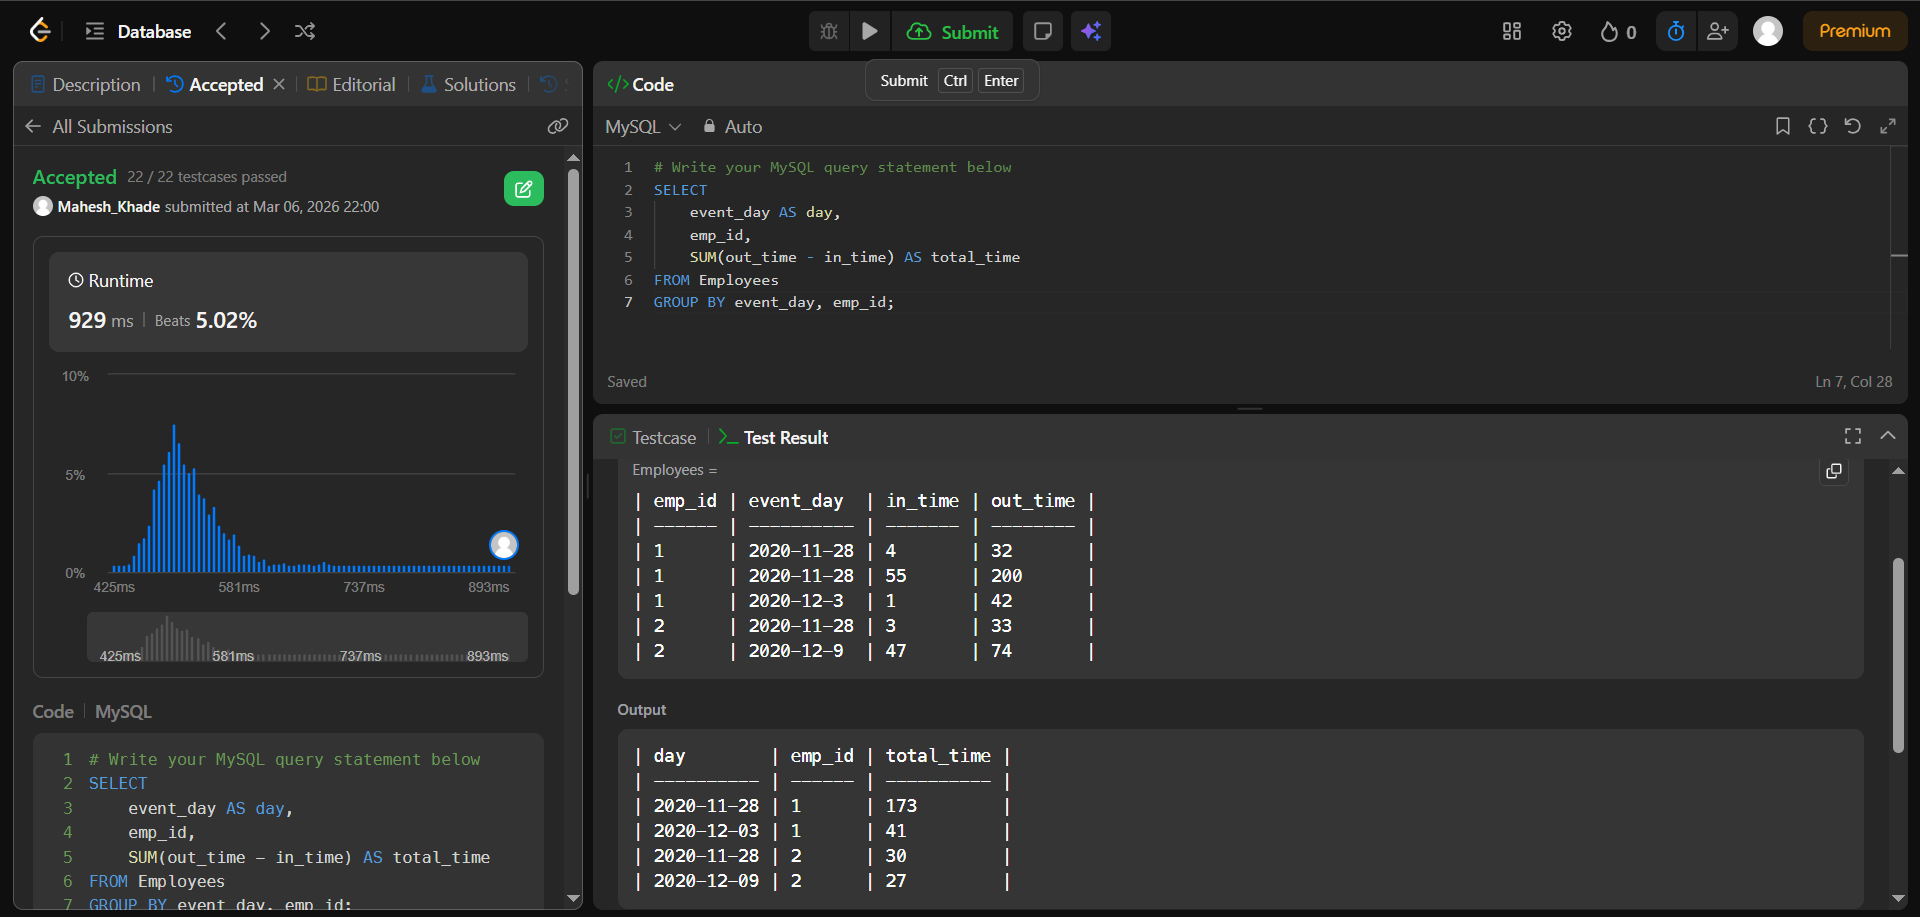 Database
Submit
0
Premium
Description
Accepted
Editorial
Solutions
All Submissions
Accepted 22 / 22 testcases passed
Mahesh_Khade submitted at Mar 06, 2026 22:00
Runtime
929 ms | Beats 5.02%
10%
5%
0%
425ms 581ms 737ms 893ms
425ms 581ms 737ms 893ms
Code | MySQL
1 # Write your MySQL query statement below
2 SELECT
3 event_day AS day,
4 emp_id,
5 SUM(out_time - in_time) AS total_time
6 FROM Employees
7 GROUP BY event_day, emp_id;
</> Code
Submit Ctrl Enter
MySQL Auto
1 # Write your MySQL query statement below
2 SELECT
3 event_day AS day,
4 emp_id,
5 SUM(out_time - in_time) AS total_time
6 FROM Employees
7 GROUP BY event_day, emp_id;
Saved
Ln 7, Col 28
Testcase
Test Result
Employees =
| emp_id | event_day  | in_time | out_time |
| ------ | ---------- | ------- | -------- |
| 1      | 2020-11-28 | 4       | 32       |
| 1      | 2020-11-28 | 55      | 200      |
| 1      | 2020-12-3  | 1       | 42       |
| 2      | 2020-11-28 | 3       | 33       |
| 2      | 2020-12-9  | 47      | 74       |
Output
| day        | emp_id | total_time |
| ---------- | ------ | ---------- |
| 2020-11-28 | 1      | 173        |
| 2020-12-03 | 1      | 41         |
| 2020-11-28 | 2      | 30         |
| 2020-12-09 | 2      | 27         |